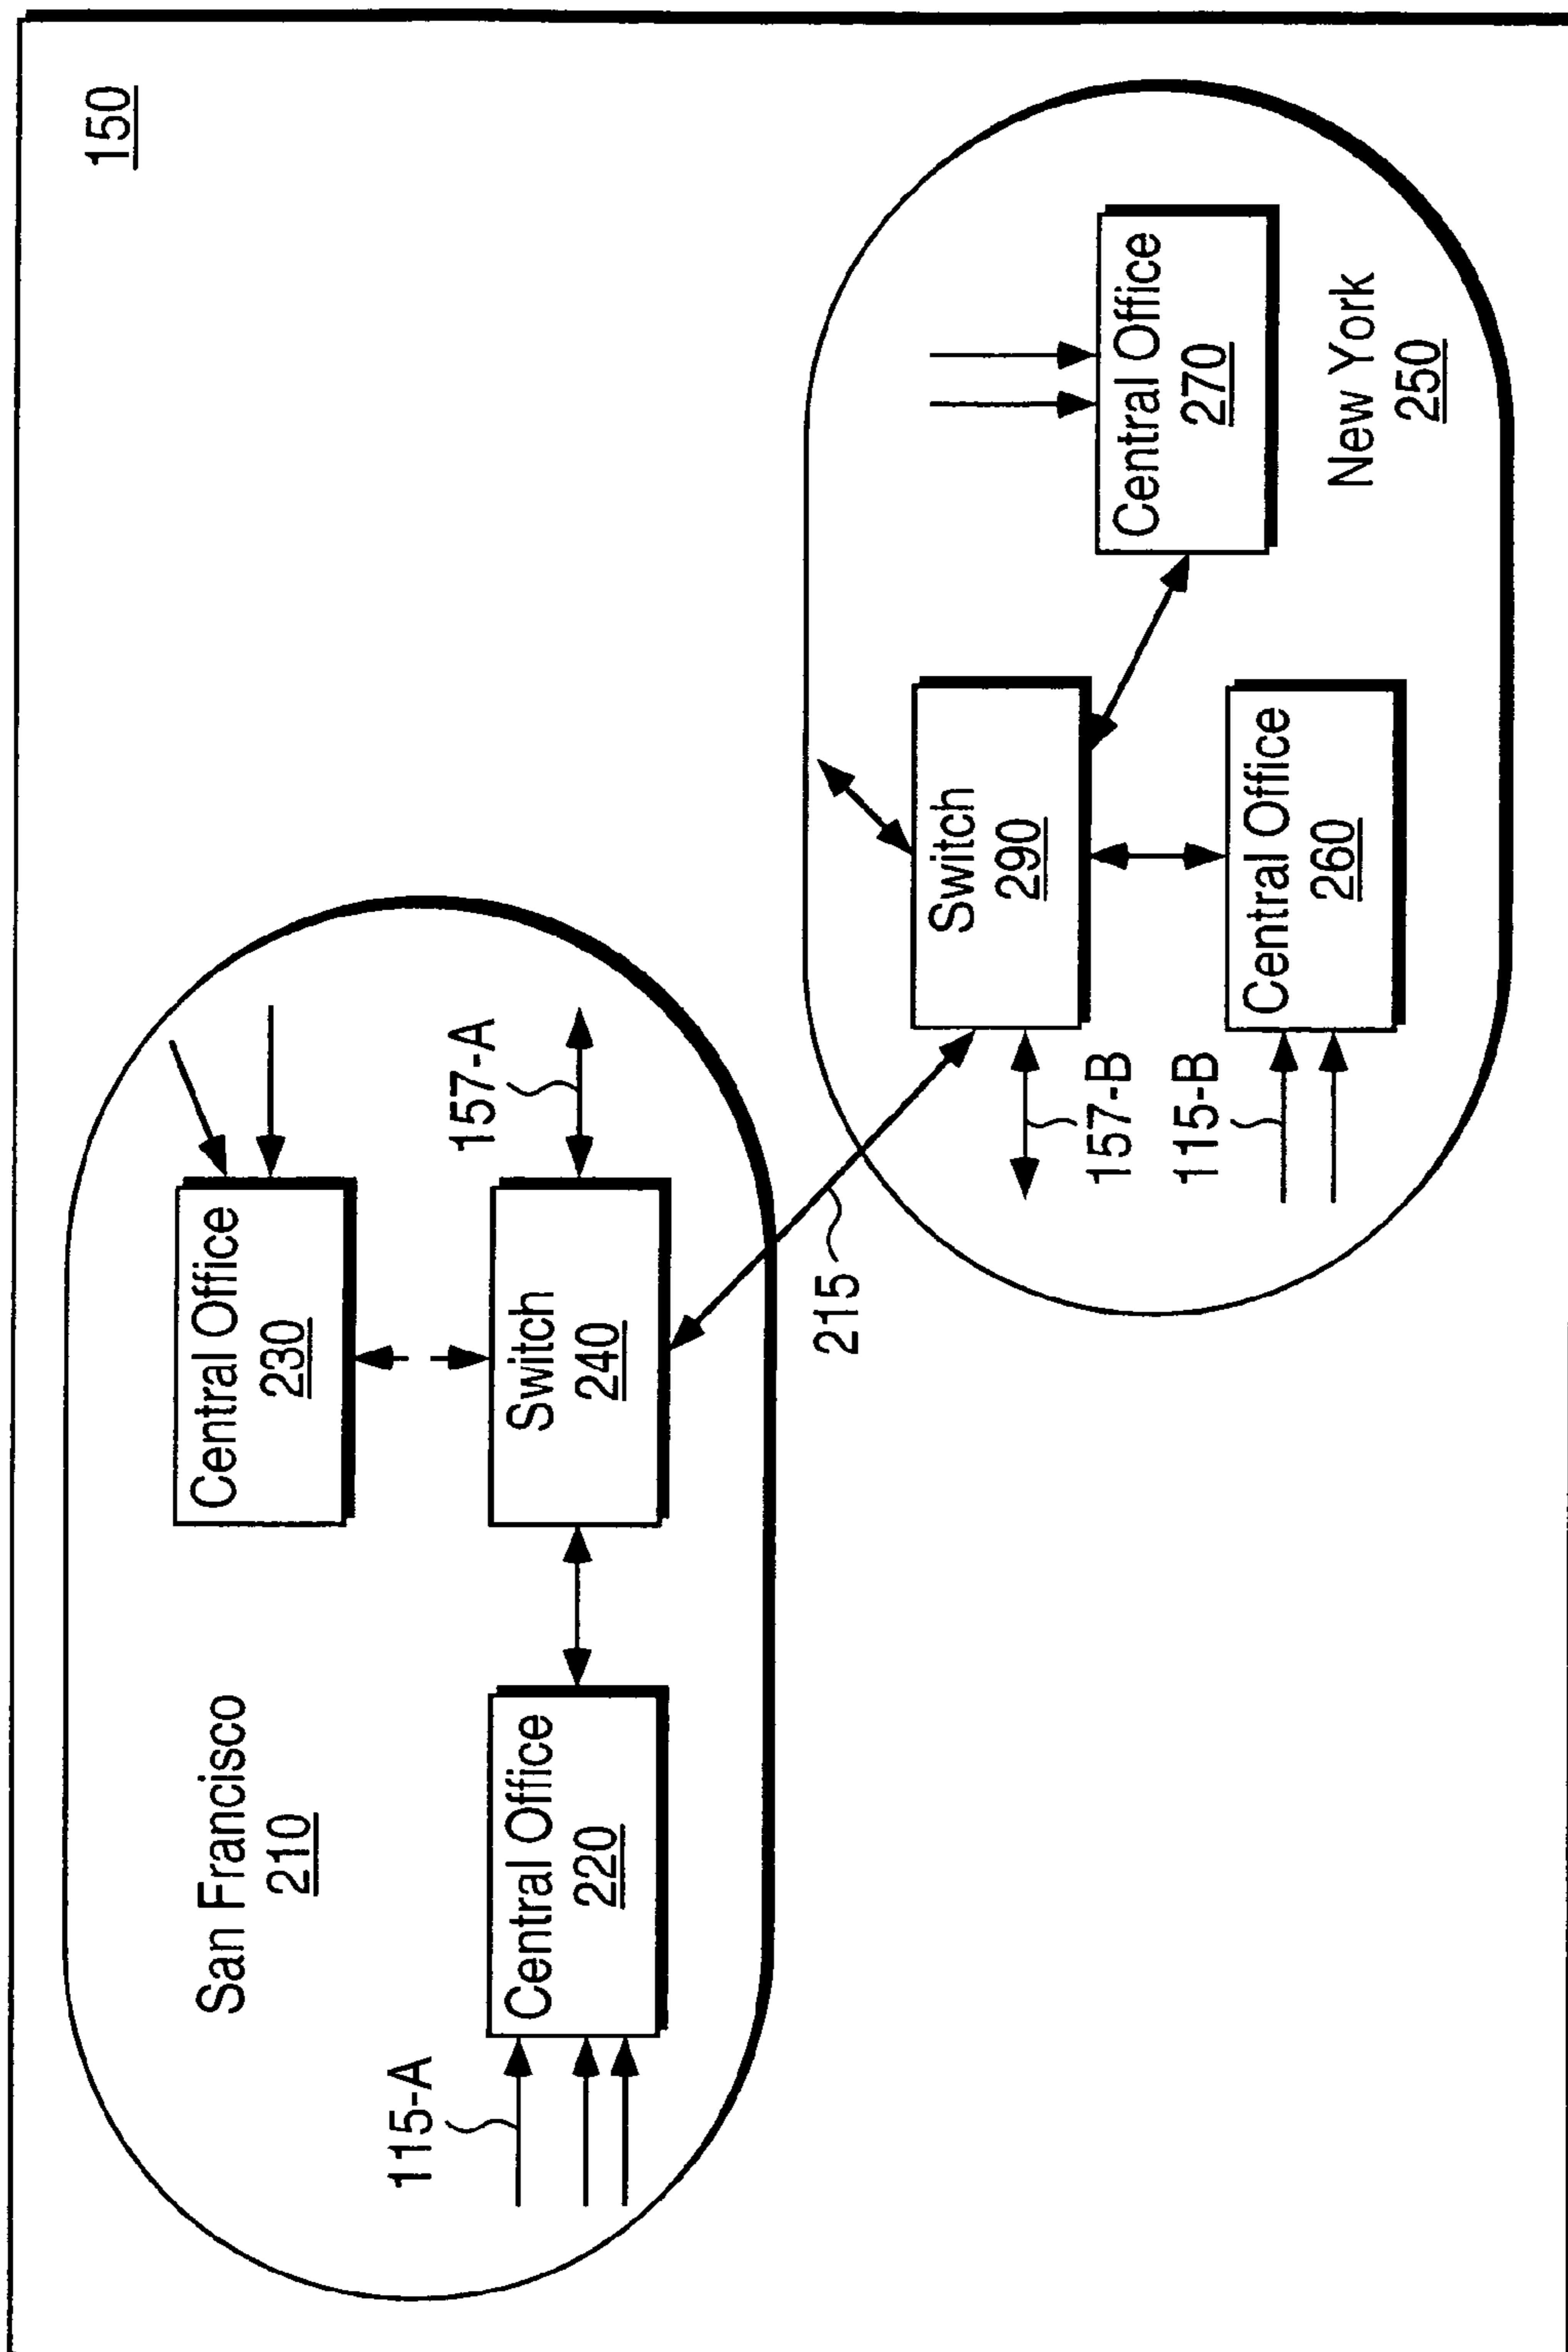 150
San Francisco
210
Central Office
230
115-A
Central Office
220
Switch
240
157-A
215
Switch
290
157-B
115-B
Central Office
260
Central Office
270
New York
250